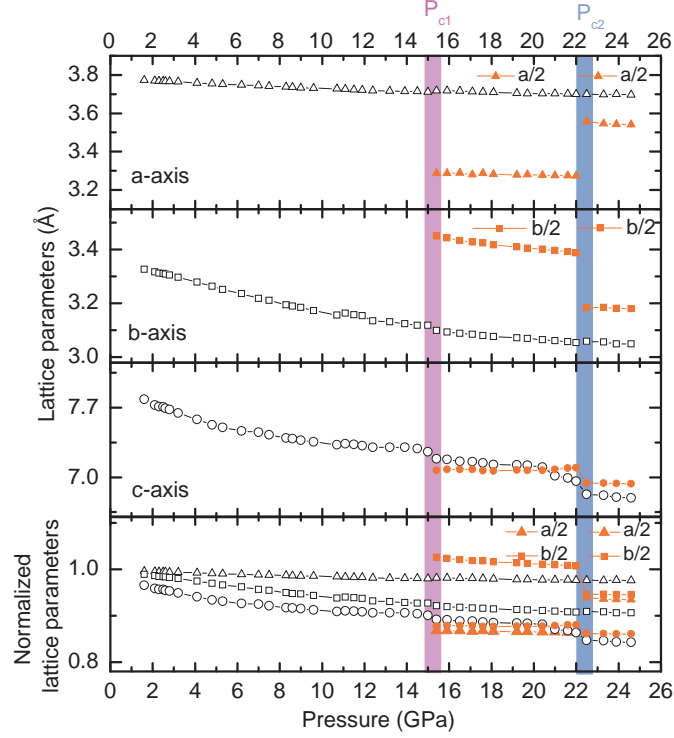 P_c1 P_c2
0 2 4 6 8 10 12 14 16 18 20 22 24 26
3.8
3.6
3.4
3.2
a/2 a/2
a-axis
3.4
3.2
3.0
b/2 b/2
b-axis
7.7
7.0
c-axis
1.0
0.8
a/2 a/2
b/2 b/2
Lattice parameters (Å)
Normalized
lattice parameters
0 2 4 6 8 10 12 14 16 18 20 22 24 26
Pressure (GPa)